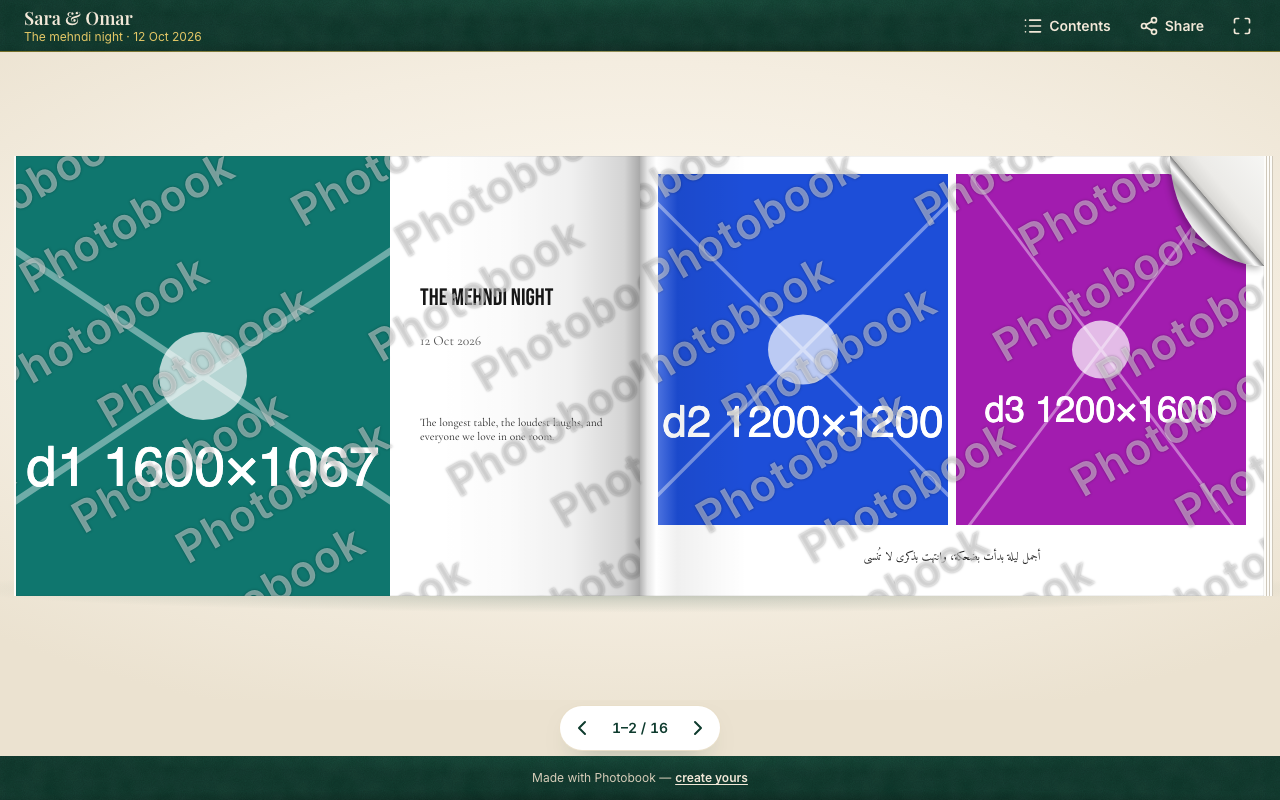 Sara & Omar
The mehndi night · 12 Oct 2026
Contents
Share
Photobook
d1 1600×1067
THE MEHNDI NIGHT
12 Oct 2026
The longest table, the loudest laughs, and
everyone we love in one room.
d2 1200×1200
d3 1200×1600
أجمل ليلة بدأت بضحكة، وانتهت بذكرى لا تُنسى
1–2 / 16
Made with Photobook — create yours